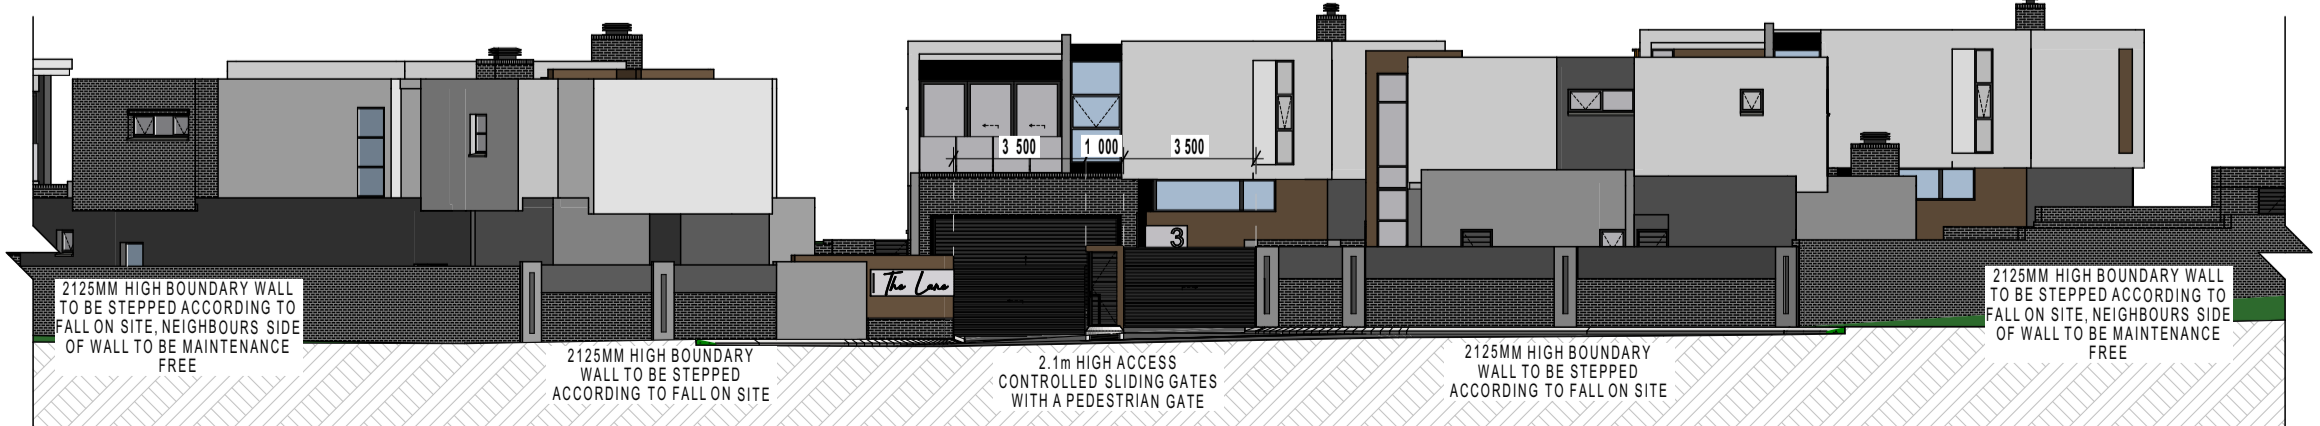 3 500
1 000
3 500
3
The Lane
2125MM HIGH BOUNDARY WALL
TO BE STEPPED ACCORDING TO
FALL ON SITE, NEIGHBOURS SIDE
OF WALL TO BE MAINTENANCE
FREE
2125MM HIGH BOUNDARY
WALL TO BE STEPPED
ACCORDING TO FALL ON SITE
2.1m HIGH ACCESS
CONTROLLED SLIDING GATES
WITH A PEDESTRIAN GATE
2125MM HIGH BOUNDARY
WALL TO BE STEPPED
ACCORDING TO FALL ON SITE
2125MM HIGH BOUNDARY WALL
TO BE STEPPED ACCORDING TO
FALL ON SITE, NEIGHBOURS SIDE
OF WALL TO BE MAINTENANCE
FREE